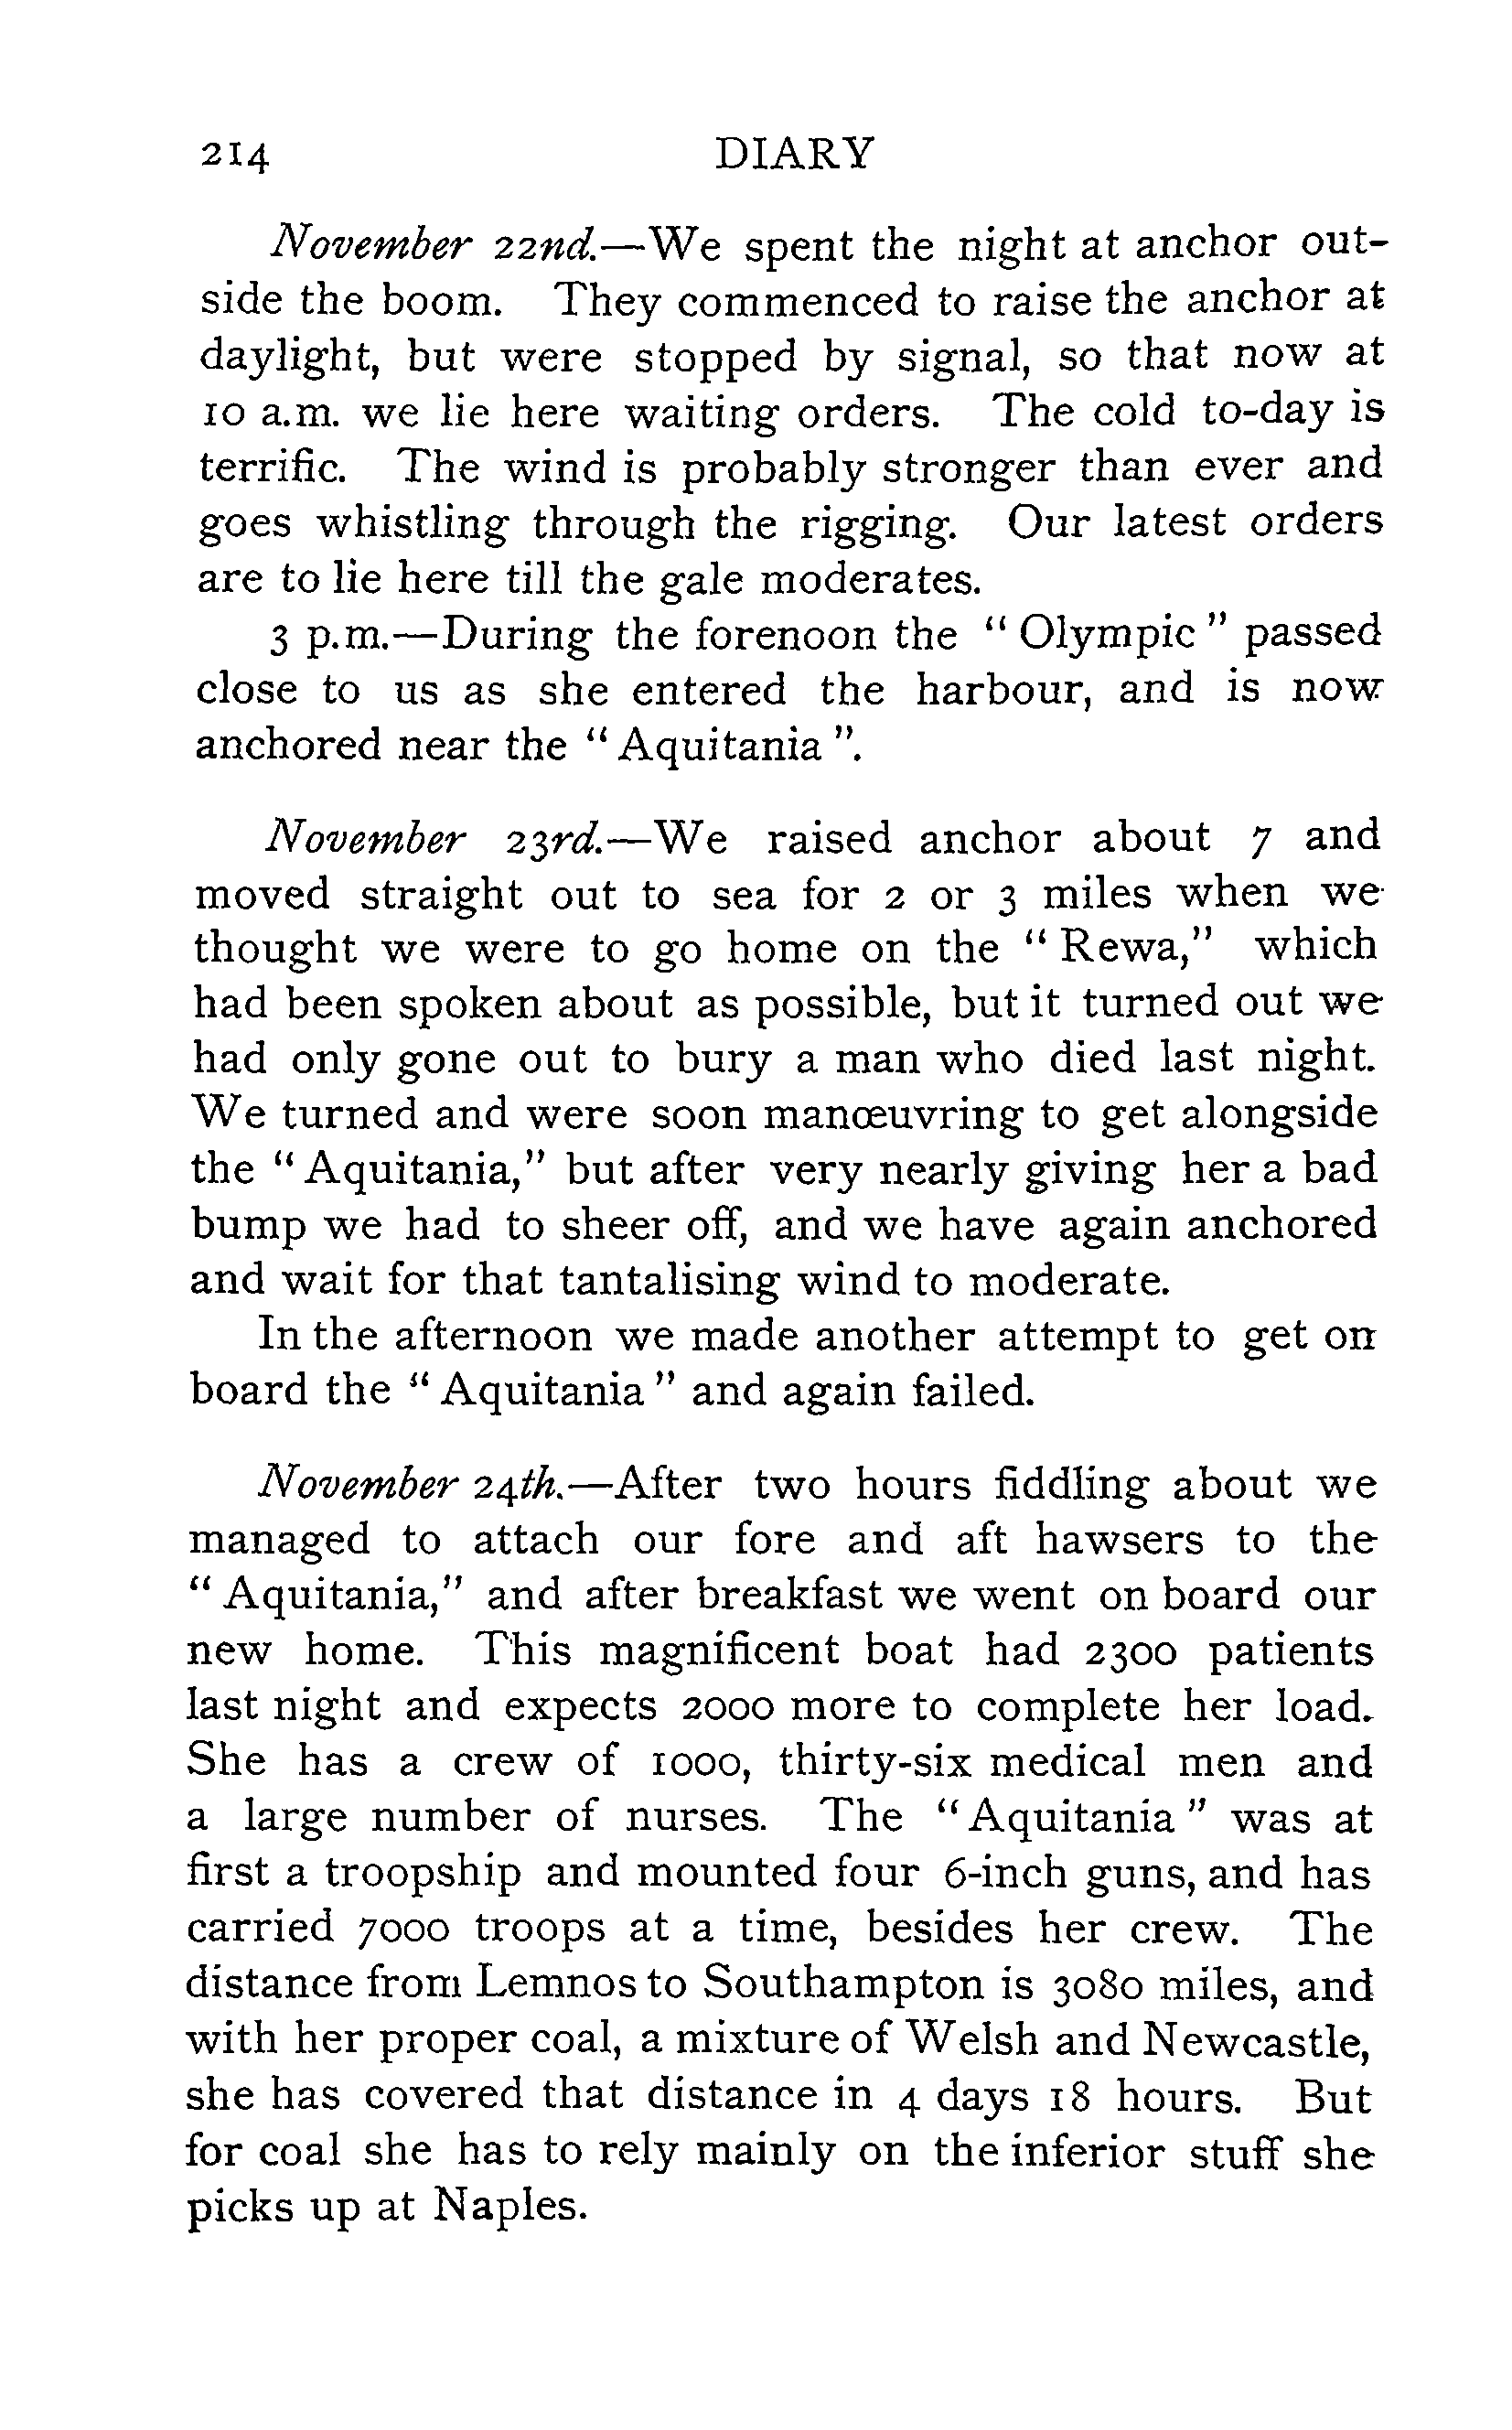 214 DIARY
November 22nd.—We spent the night at anchor out-
side the boom. They commenced to raise the anchor at
daylight, but were stopped by signal, so that now at
10 a.m. we lie here waiting orders. The cold to-day is
terrific. The wind is probably stronger than ever and
goes whistling through the rigging. Our latest orders
are to lie here till the gale moderates.
3 p.m.—During the forenoon the “ Olympic ” passed
close to us as she entered the harbour, and is now
anchored near the “ Aquitania ”.
November 23rd.—We raised anchor about 7 and
moved straight out to sea for 2 or 3 miles when we
thought we were to go home on the “ Rewa,” which
had been spoken about as possible, but it turned out we
had only gone out to bury a man who died last night.
We turned and were soon manœuvring to get alongside
the “ Aquitania,” but after very nearly giving her a bad
bump we had to sheer off, and we have again anchored
and wait for that tantalising wind to moderate.
In the afternoon we made another attempt to get on
board the “ Aquitania ” and again failed.
November 24th.—After two hours fiddling about we
managed to attach our fore and aft hawsers to the
“ Aquitania,” and after breakfast we went on board our
new home. This magnificent boat had 2300 patients
last night and expects 2000 more to complete her load.
She has a crew of 1000, thirty-six medical men and
a large number of nurses. The “ Aquitania ” was at
first a troopship and mounted four 6-inch guns, and has
carried 7000 troops at a time, besides her crew. The
distance from Lemnos to Southampton is 3080 miles, and
with her proper coal, a mixture of Welsh and Newcastle,
she has covered that distance in 4 days 18 hours. But
for coal she has to rely mainly on the inferior stuff she
picks up at Naples.